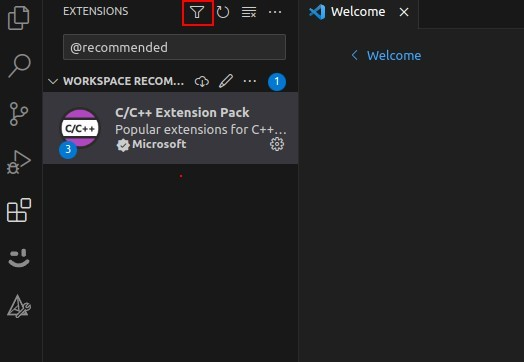 EXTENSIONS
@recommended
WORKSPACE RECOM... 1
C/C++ Extension Pack
C/C++
Popular extensions for C++...
3
Microsoft
Welcome
Welcome